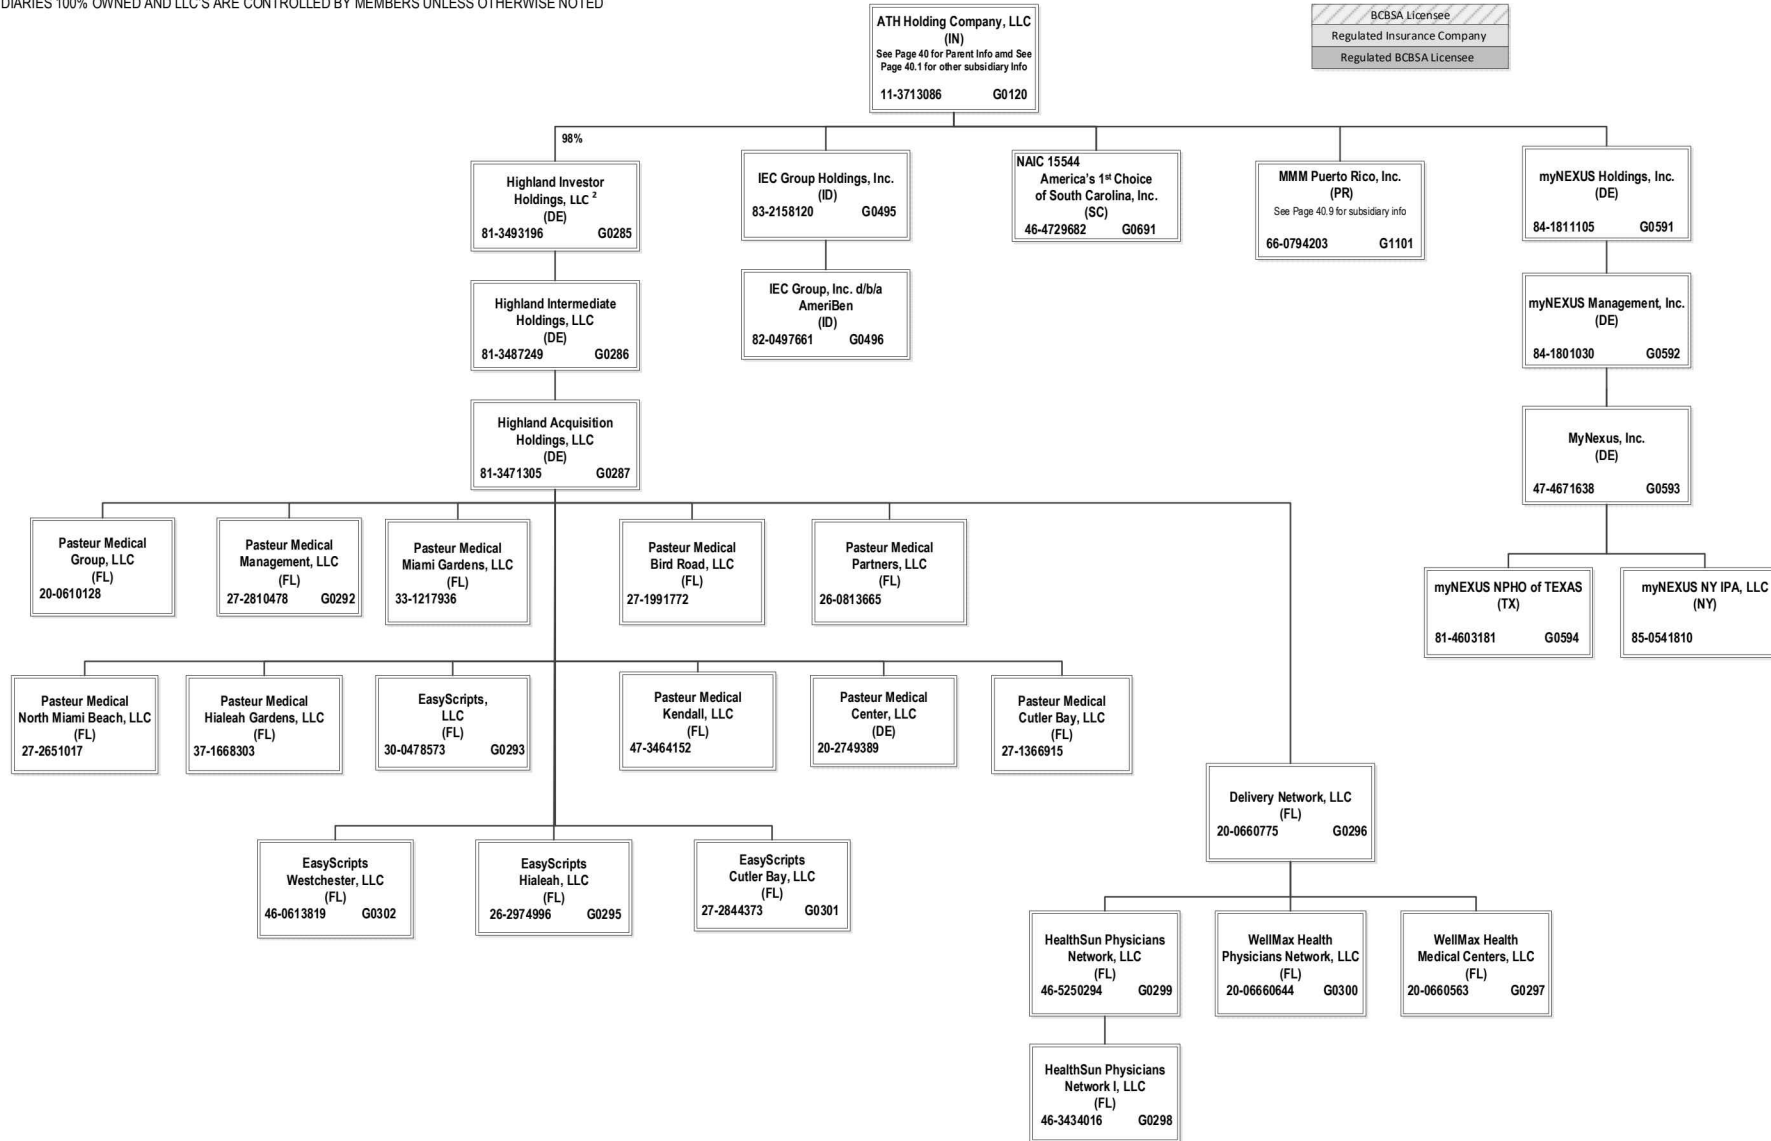 DIARIES 100% OWNED AND LLC'S ARE CONTROLLED BY MEMBERS UNLESS OTHERWISE NOTED
ATH Holding Company, LLC
(IN)
See Page 40 for Parent Info amd See
Page 40.1 for other subsidiary Info
11-3713086 G0120
BCBSA Licensee
Regulated Insurance Company
Regulated BCBSA Licensee
98%
Highland Investor
Holdings, LLC ²
(DE)
81-3493196 G0285
IEC Group Holdings, Inc.
(ID)
83-2158120 G0495
NAIC 15544
America's 1st Choice
of South Carolina, Inc.
(SC)
46-4729682 G0691
MMM Puerto Rico, Inc.
(PR)
See Page 40.9 for subsidiary info
66-0794203 G1101
myNEXUS Holdings, Inc.
(DE)
84-1811105 G0591
Highland Intermediate
Holdings, LLC
(DE)
81-3487249 G0286
IEC Group, Inc. d/b/a
AmeriBen
(ID)
82-0497661 G0496
myNEXUS Management, Inc.
(DE)
84-1801030 G0592
Highland Acquisition
Holdings, LLC
(DE)
81-3471305 G0287
MyNexus, Inc.
(DE)
47-4671638 G0593
Pasteur Medical
Group, LLC
(FL)
20-0610128
Pasteur Medical
Management, LLC
(FL)
27-2810478 G0292
Pasteur Medical
Miami Gardens, LLC
(FL)
33-1217936
Pasteur Medical
Bird Road, LLC
(FL)
27-1991772
Pasteur Medical
Partners, LLC
(FL)
26-0813665
myNEXUS NPHO of TEXAS
(TX)
81-4603181 G0594
myNEXUS NY IPA, LLC
(NY)
85-0541810
Pasteur Medical
North Miami Beach, LLC
(FL)
27-2651017
Pasteur Medical
Hialeah Gardens, LLC
(FL)
37-1668303
EasyScripts,
LLC
(FL)
30-0478573 G0293
Pasteur Medical
Kendall, LLC
(FL)
47-3464152
Pasteur Medical
Center, LLC
(DE)
20-2749389
Pasteur Medical
Cutler Bay, LLC
(FL)
27-1366915
Delivery Network, LLC
(FL)
20-0660775 G0296
EasyScripts
Westchester, LLC
(FL)
46-0613819 G0302
EasyScripts
Hialeah, LLC
(FL)
26-2974996 G0295
EasyScripts
Cutler Bay, LLC
(FL)
27-2844373 G0301
HealthSun Physicians
Network, LLC
(FL)
46-5250294 G0299
WellMax Health
Physicians Network, LLC
(FL)
20-06660644 G0300
WellMax Health
Medical Centers, LLC
(FL)
20-0660563 G0297
HealthSun Physicians
Network I, LLC
(FL)
46-3434016 G0298